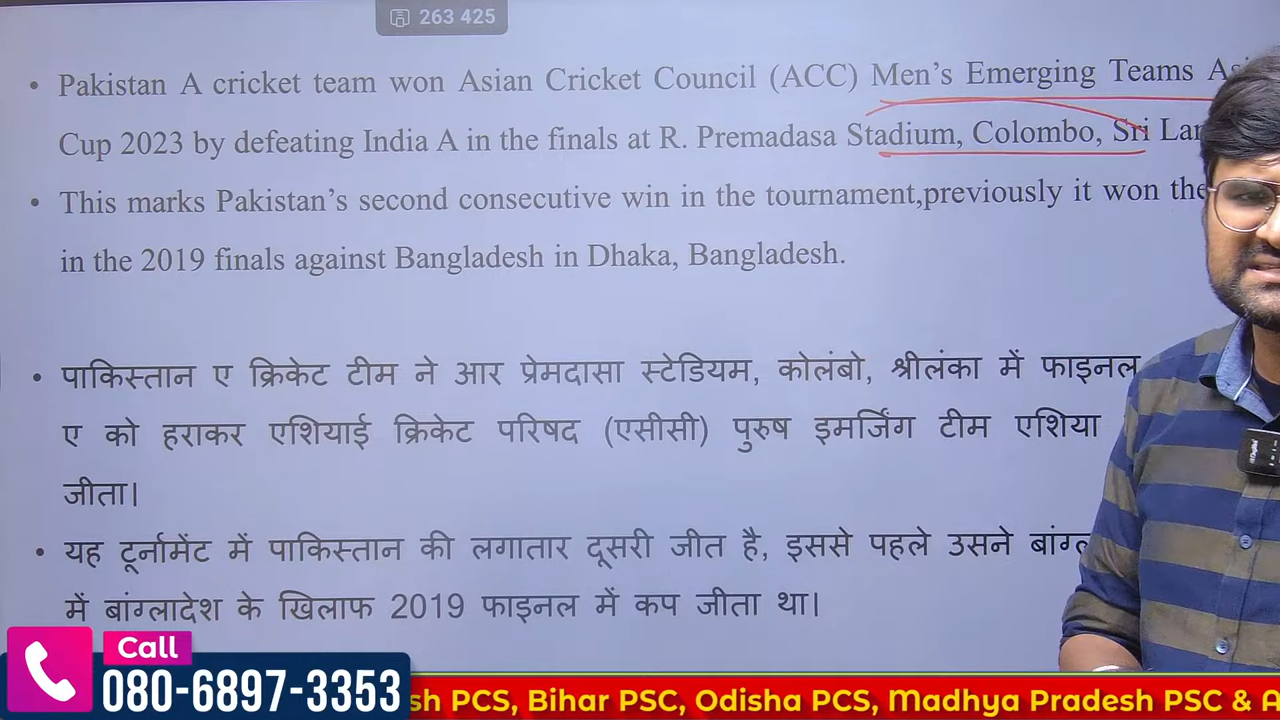 263 425
• Pakistan A cricket team won Asian Cricket Council (ACC) Men's Emerging Teams
Cup 2023 by defeating India A in the finals at R. Premadasa Stadium, Colombo, Sri
• This marks Pakistan's second consecutive win in the tournament,previously it won the
in the 2019 finals against Bangladesh in Dhaka, Bangladesh.
• पाकिस्तान ए क्रिकेट टीम ने आर प्रेमदासा स्टेडियम, कोलंबो, श्रीलंका में फाइनल
ए को हराकर एशियाई क्रिकेट परिषद (एसीसी) पुरुष इमर्जिंग टीम एशिया
जीता।
• यह टूर्नामेंट में पाकिस्तान की लगातार दूसरी जीत है, इससे पहले उसने
में बांग्लादेश के खिलाफ 2019 फाइनल में कप जीता था।
Call
080-6897-3353
sh PCS, Bihar PSC, Odisha PCS, Madhya Pradesh PSC & A